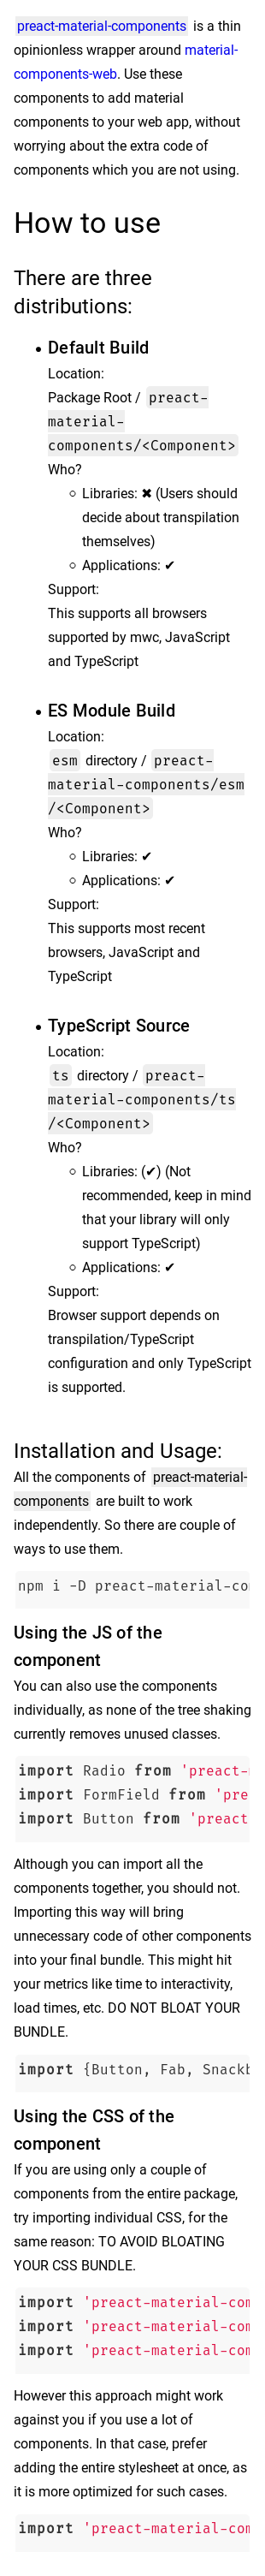 preact-material-components is a thin
opinionless wrapper around material-
components-web. Use these
components to add material
components to your web app, without
worrying about the extra code of
components which you are not using.
How to use
There are three
distributions:
• Default Build
Location:
Package Root / preact-
material-
components/<Component>
Who?
○ Libraries: ✖ (Users should
decide about transpilation
themselves)
○ Applications: ✔
Support:
This supports all browsers
supported by mwc, JavaScript
and TypeScript
• ES Module Build
Location:
esm directory / preact-
material-components/esm
/<Component>
Who?
○ Libraries: ✔
○ Applications: ✔
Support:
This supports most recent
browsers, JavaScript and
TypeScript
• TypeScript Source
Location:
ts directory / preact-
material-components/ts
/<Component>
Who?
○ Libraries: (✔) (Not
recommended, keep in mind
that your library will only
support TypeScript)
○ Applications: ✔
Support:
Browser support depends on
transpilation/TypeScript
configuration and only TypeScript
is supported.
Installation and Usage:
All the components of preact-material-
components are built to work
independently. So there are couple of
ways to use them.
npm i -D preact-material-con
Using the JS of the
component
You can also use the components
individually, as none of the tree shaking
currently removes unused classes.
import Radio from 'preact-m
import FormField from 'prea
import Button from 'preact-
Although you can import all the
components together, you should not.
Importing this way will bring
unnecessary code of other components
into your final bundle. This might hit
your metrics like time to interactivity,
load times, etc. DO NOT BLOAT YOUR
BUNDLE.
import {Button, Fab, Snackb
Using the CSS of the
component
If you are using only a couple of
components from the entire package,
try importing individual CSS, for the
same reason: TO AVOID BLOATING
YOUR CSS BUNDLE.
import 'preact-material-com
import 'preact-material-com
import 'preact-material-com
However this approach might work
against you if you use a lot of
components. In that case, prefer
adding the entire stylesheet at once, as
it is more optimized for such cases.
import 'preact-material-com